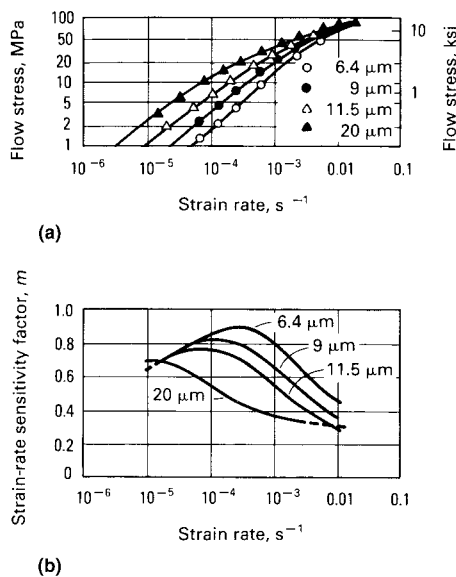 Flow stress, MPa
100
50
20
10
5
2
1
Flow stress, ksi
10
1
6.4 μm
9 μm
11.5 μm
20 μm
10⁻⁶ 10⁻⁵ 10⁻⁴ 10⁻³ 0.01 0.1
Strain rate, s⁻¹
(a)
Strain-rate sensitivity factor, m
1.0
0.8
0.6
0.4
0.2
0
6.4 μm
9 μm
11.5 μm
20 μm
10⁻⁶ 10⁻⁵ 10⁻⁴ 10⁻³ 0.01 0.1
Strain rate, s⁻¹
(b)